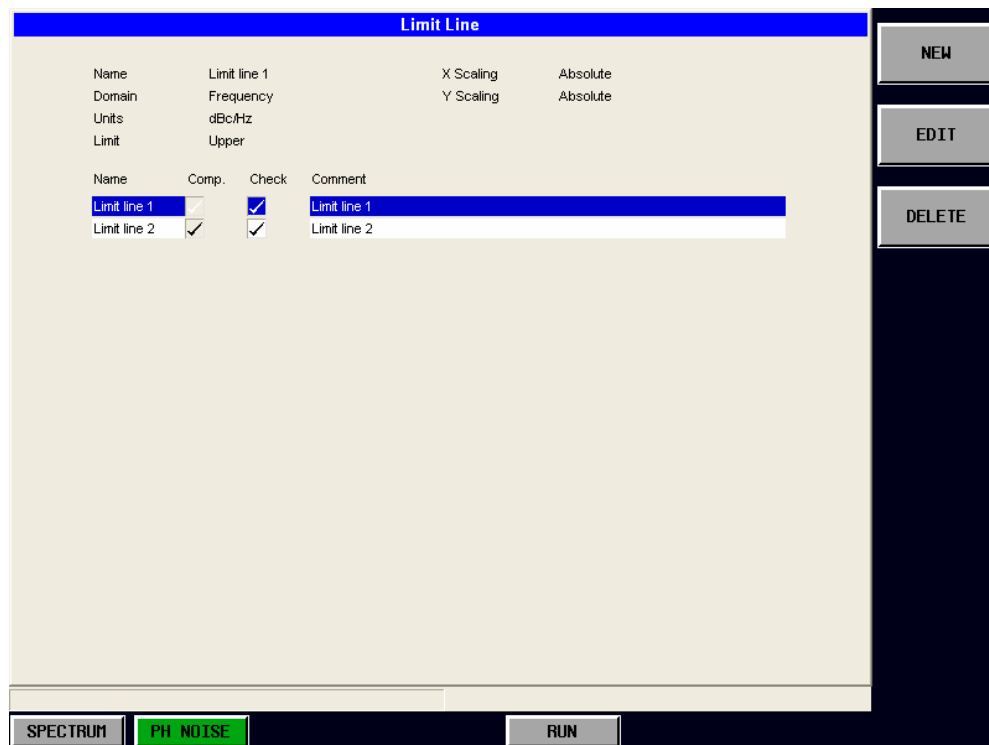 Limit Line
Name Limit line 1 X Scaling Absolute
Domain Frequency Y Scaling Absolute
Units dBc/Hz
Limit Upper
Name Comp. Check Comment
Limit line 1 Limit line 1
Limit line 2 Limit line 2
NEW
EDIT
DELETE
SPECTRUM PH NOISE RUN